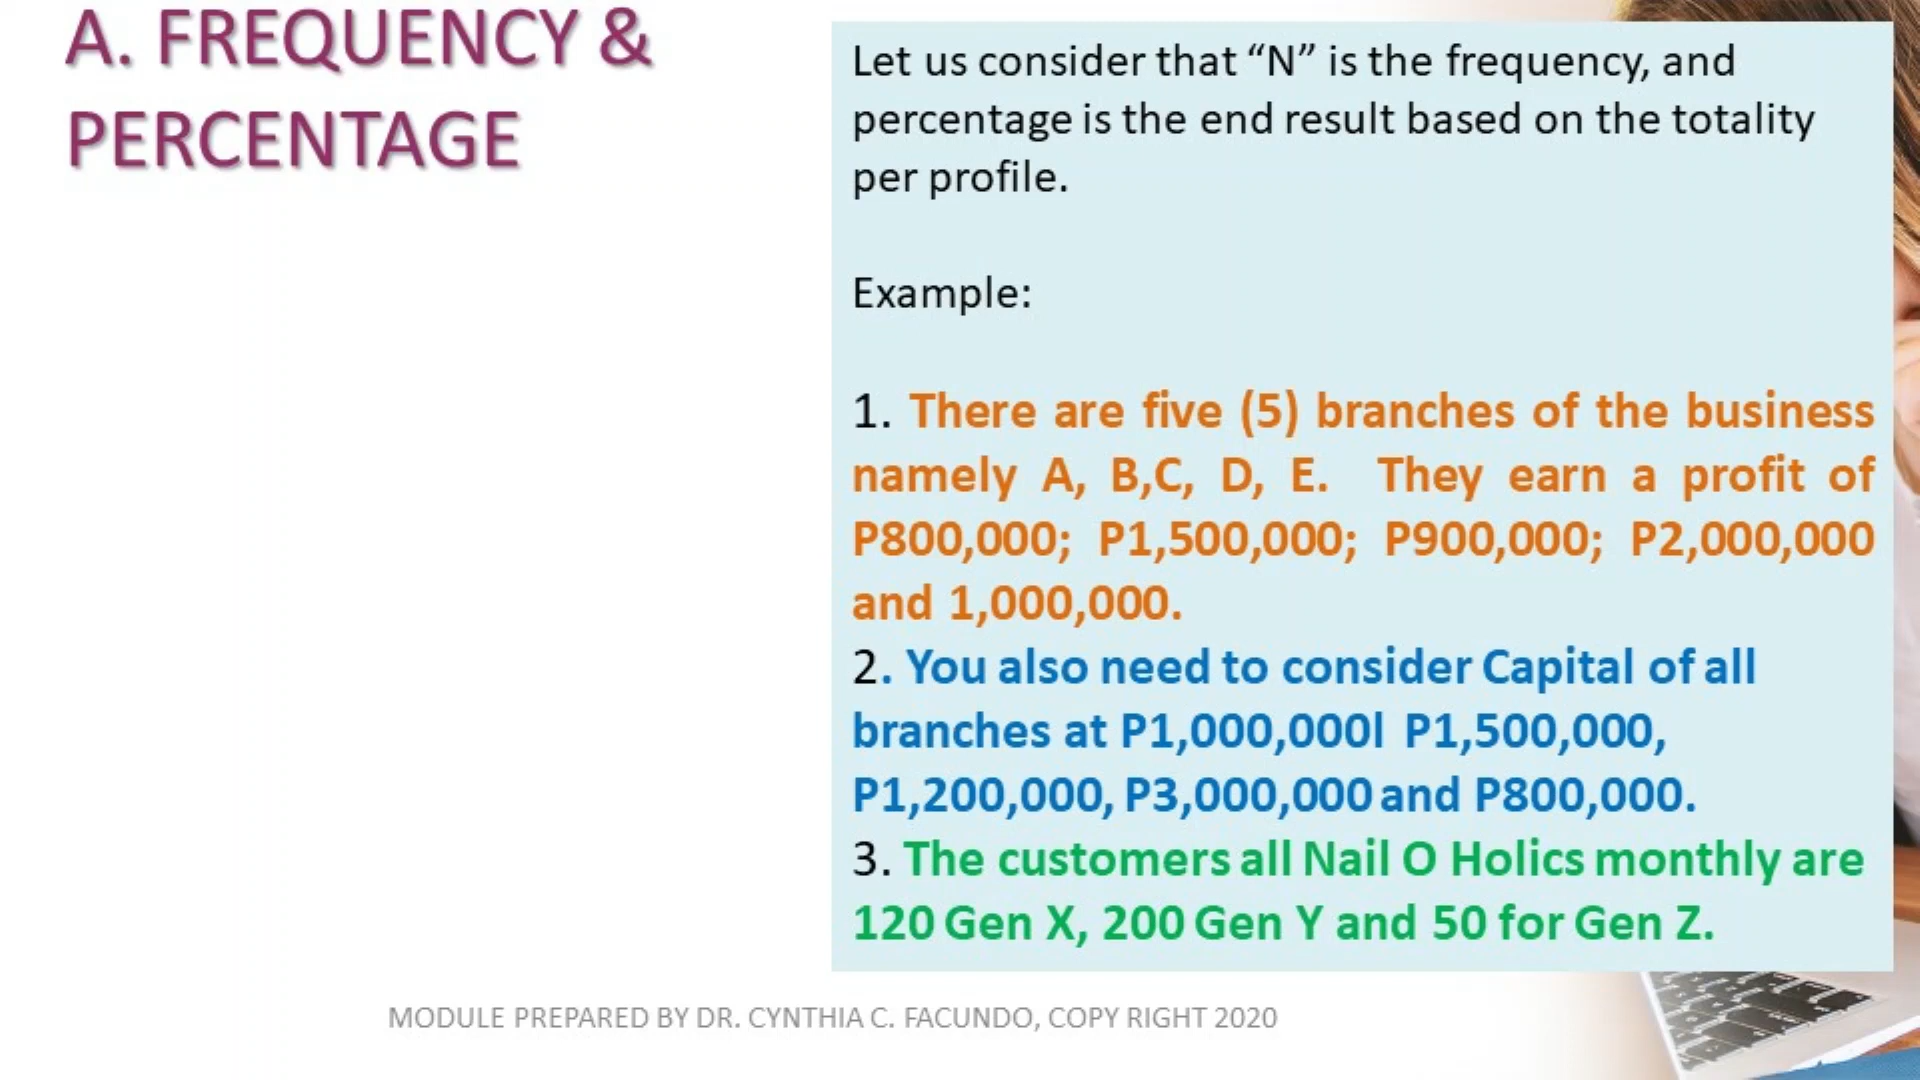 A. FREQUENCY &
PERCENTAGE
Let us consider that “N” is the frequency, and
percentage is the end result based on the totality
per profile.
Example:
1. There are five (5) branches of the business
namely A, B,C, D, E. They earn a profit of
P800,000; P1,500,000; P900,000; P2,000,000
and 1,000,000.
2. You also need to consider Capital of all
branches at P1,000,000l P1,500,000,
P1,200,000, P3,000,000 and P800,000.
3. The customers all Nail O Holics monthly are
120 Gen X, 200 Gen Y and 50 for Gen Z.
MODULE PREPARED BY DR. CYNTHIA C. FACUNDO, COPY RIGHT 2020